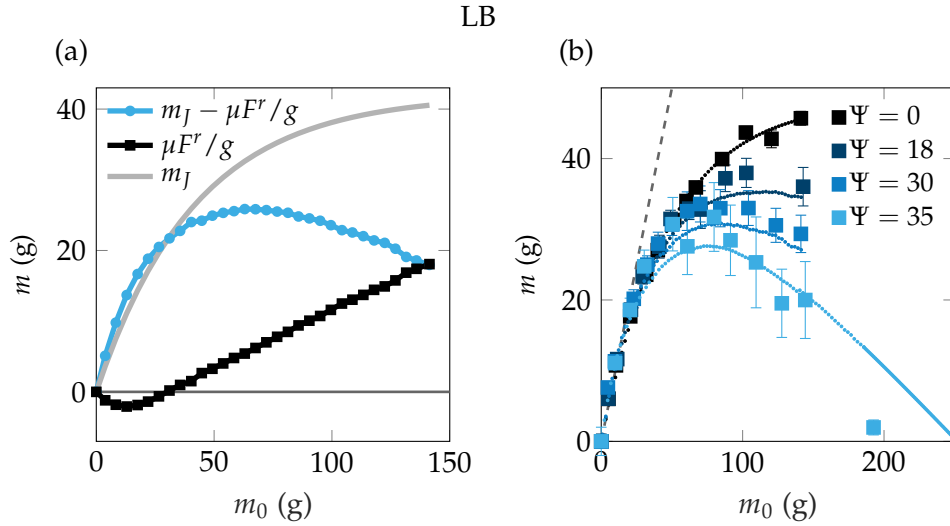 LB
(a)
(b)
m_J − μF^r/g
μF^r/g
m_J
40
20
0
m (g)
0 50 100 150
m_0 (g)
Ψ = 0
Ψ = 18
Ψ = 30
Ψ = 35
40
20
0
m (g)
0 100 200
m_0 (g)